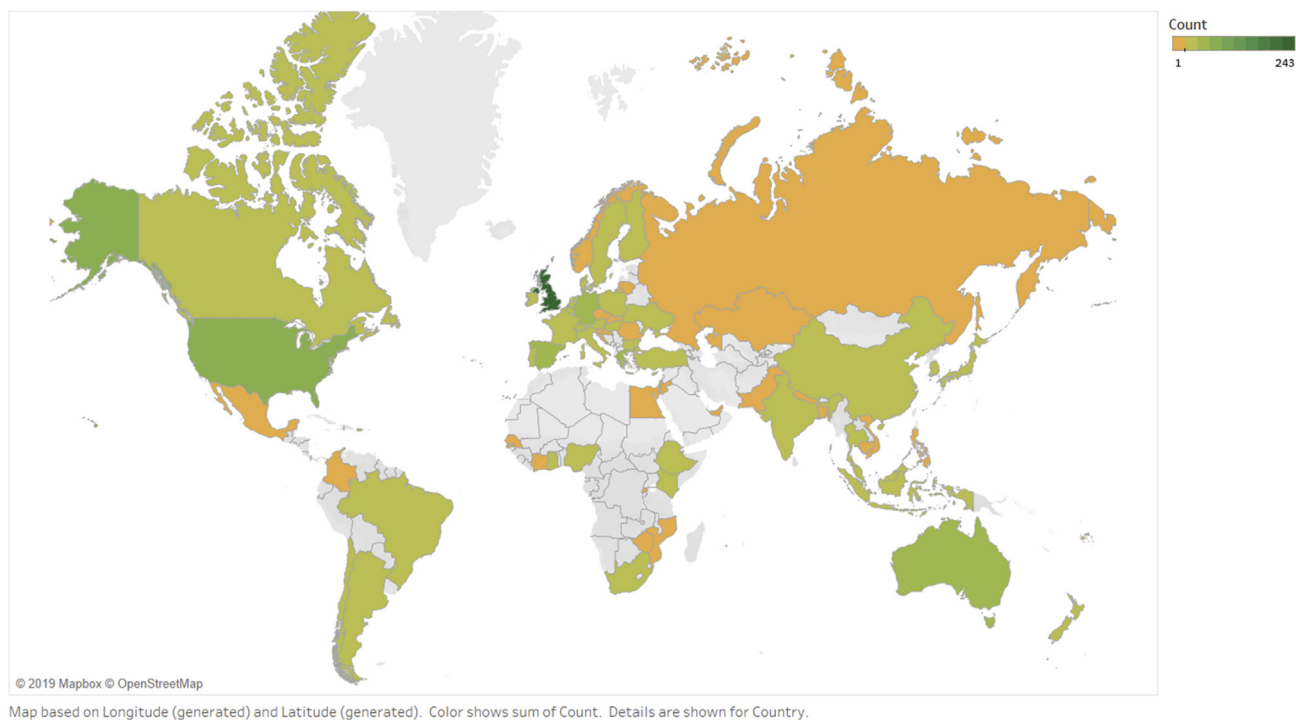 Count
1 243
© 2019 Mapbox © OpenStreetMap
Map based on Longitude (generated) and Latitude (generated). Color shows sum of Count. Details are shown for Country.